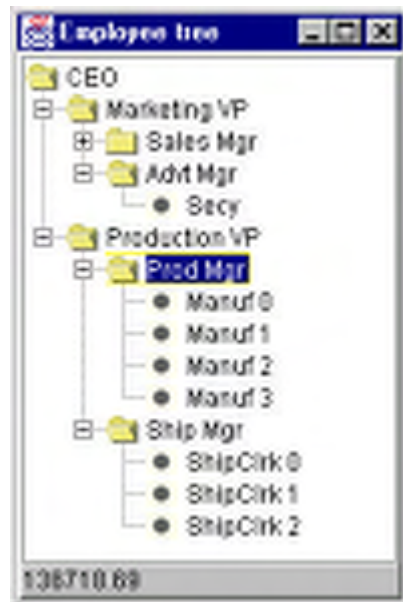 Employee tree
CEO
Marketing VP
Sales Mgr
Advt Mgr
Secy
Production VP
Prod Mgr
Manuf 0
Manuf 1
Manuf 2
Manuf 3
Ship Mgr
ShipClrk 0
ShipClrk 1
ShipClrk 2
136718.69